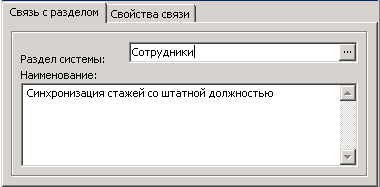 Связь с разделом Свойства связи
Раздел системы: Сотрудники ...
Наименование:
Синхронизация стажей со штатной должностью